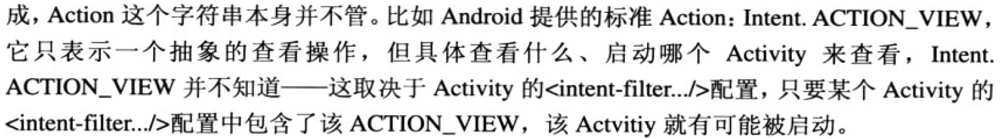 成，Action 这个字符串本身并不管。比如 Android 提供的标准 Action：Intent. ACTION_VIEW，
它只表示一个抽象的查看操作，但具体查看什么、启动哪个 Activity 来查看，Intent.
ACTION_VIEW 并不知道——这取决于 Activity 的<intent-filter.../>配置，只要某个 Activity 的
<intent-filter.../>配置中包含了该 ACTION_VIEW，该 Actvitiy 就有可能被启动。